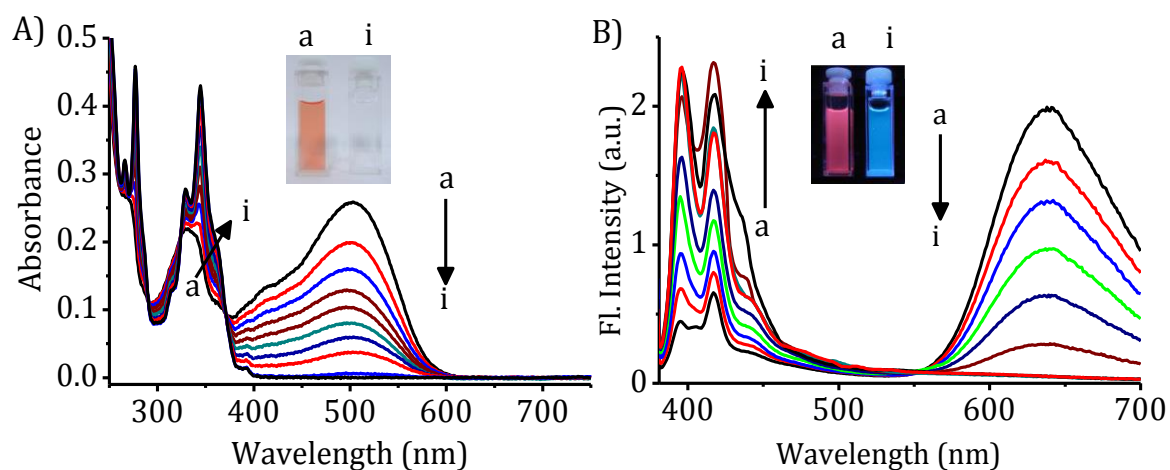 A)
a i
0.5
0.4
0.3
0.2
0.1
0.0
Absorbance
i
a
a
i
300 400 500 600 700
Wavelength (nm)
B)
a i
2
1
0
Fl. Intensity (a.u.)
i
a
a
i
400 500 600 700
Wavelength (nm)